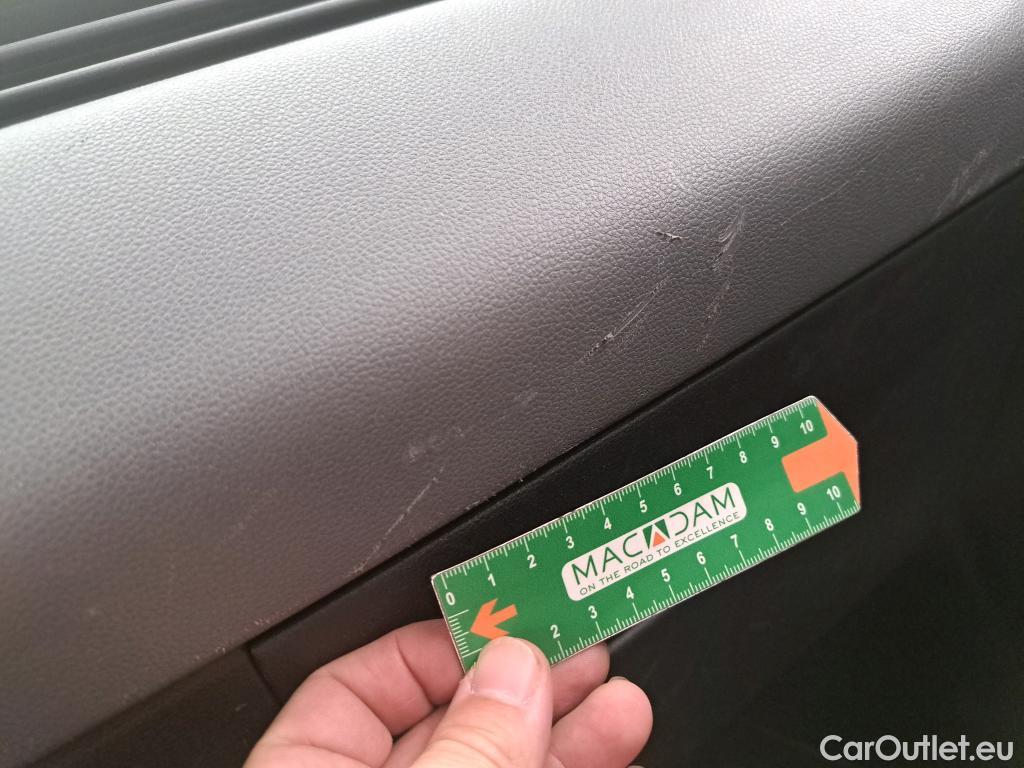 0 1 2 3 4 5 6 7 8 9 10
MACADAM
ON THE ROAD TO EXCELLENCE
2 3 4 5 6 7 8 9 10
CarOutlet.eu